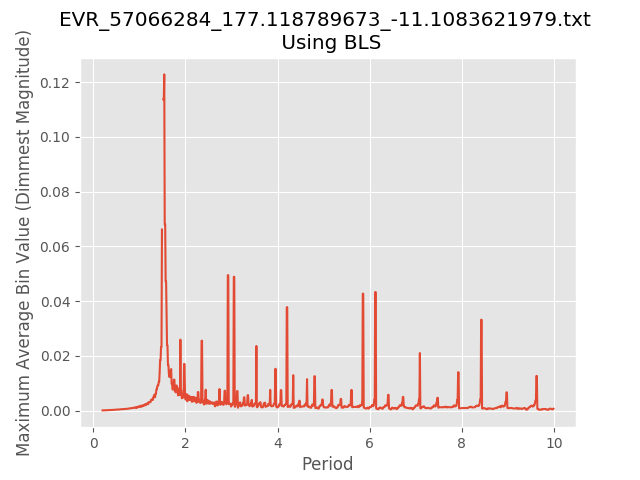 EVR_57066284_177.118789673_-11.1083621979.txt
Using BLS
Maximum Average Bin Value (Dimmest Magnitude)
0.12
0.10
0.08
0.06
0.04
0.02
0.00
0 2 4 6 8 10
Period